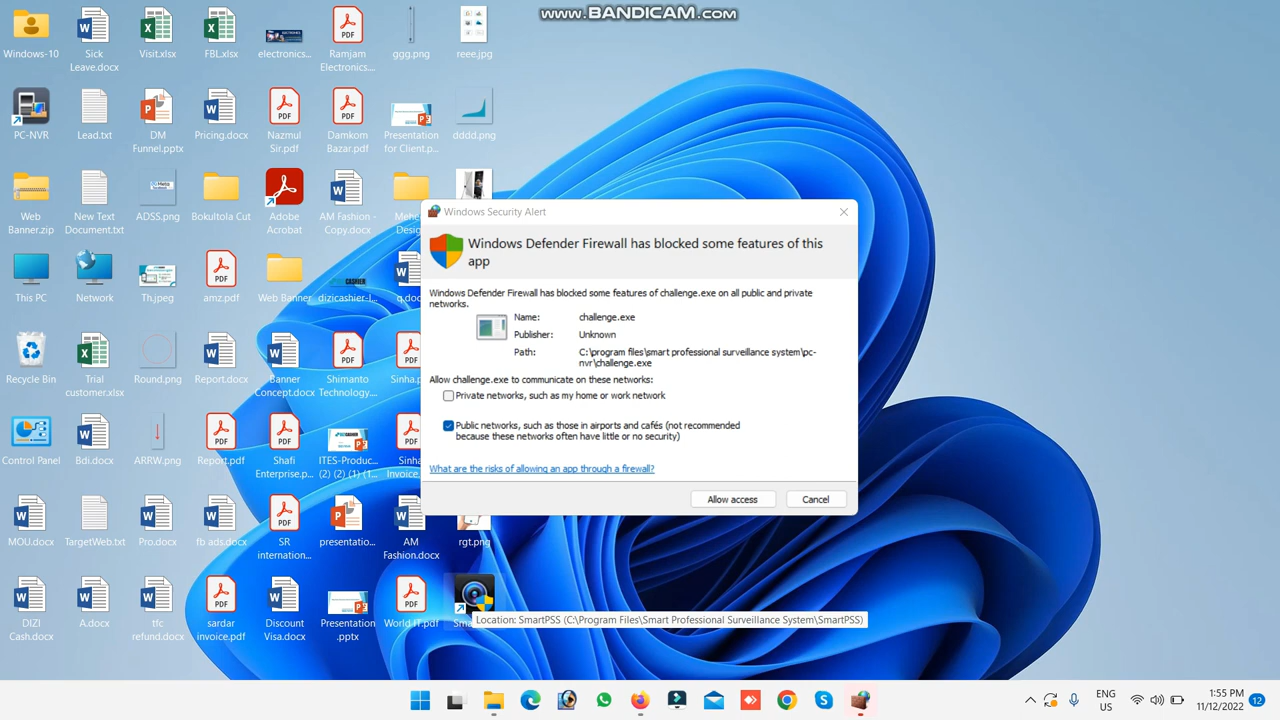 www.BANDICAM.com
Windows-10
Sick
Leave.docx
Visit.xlsx
FBL.xlsx
electronics...
Ramjam
Electronics....
ggg.png
reee.jpg
PC-NVR
Lead.txt
DM
Funnel.pptx
Pricing.docx
Nazmul
Sir.pdf
Damkom
Bazar.pdf
Presentation
for Client.p...
dddd.png
Web
Banner.zip
New Text
Document.txt
ADSS.png
Bokultola Cut
Adobe
Acrobat
AM Fashion -
Copy.docx
This PC
Network
Th.jpeg
amz.pdf
Web Banner
dizicashier-l...
Recycle Bin
Trial
customer.xlsx
Round.png
Report.docx
Banner
Concept.docx
Shimanto
Technology....
Control Panel
Bdi.docx
ARRW.png
Report.pdf
Shafi
Enterprise.p...
ITES-Produc...
(2) (2) (1) (1...
MOU.docx
TargetWeb.txt
Pro.docx
fb ads.docx
SR
internation...
presentatio...
AM
Fashion.docx
rgt.png
DIZI
Cash.docx
A.docx
tfc
refund.docx
sardar
invoice.pdf
Discount
Visa.docx
Presentation
.pptx
World IT.pdf
Windows Security Alert
Windows Defender Firewall has blocked some features of this
app
Windows Defender Firewall has blocked some features of challenge.exe on all public and private
networks.
Name: challenge.exe
Publisher: Unknown
Path: C:\program files\smart professional surveillance system\pc-
nvr\challenge.exe
Allow challenge.exe to communicate on these networks:
Private networks, such as my home or work network
Public networks, such as those in airports and cafés (not recommended
because these networks often have little or no security)
What are the risks of allowing an app through a firewall?
Allow access
Cancel
Location: SmartPSS (C:\Program Files\Smart Professional Surveillance System\SmartPSS)
ENG
US
1:55 PM
11/12/2022
12